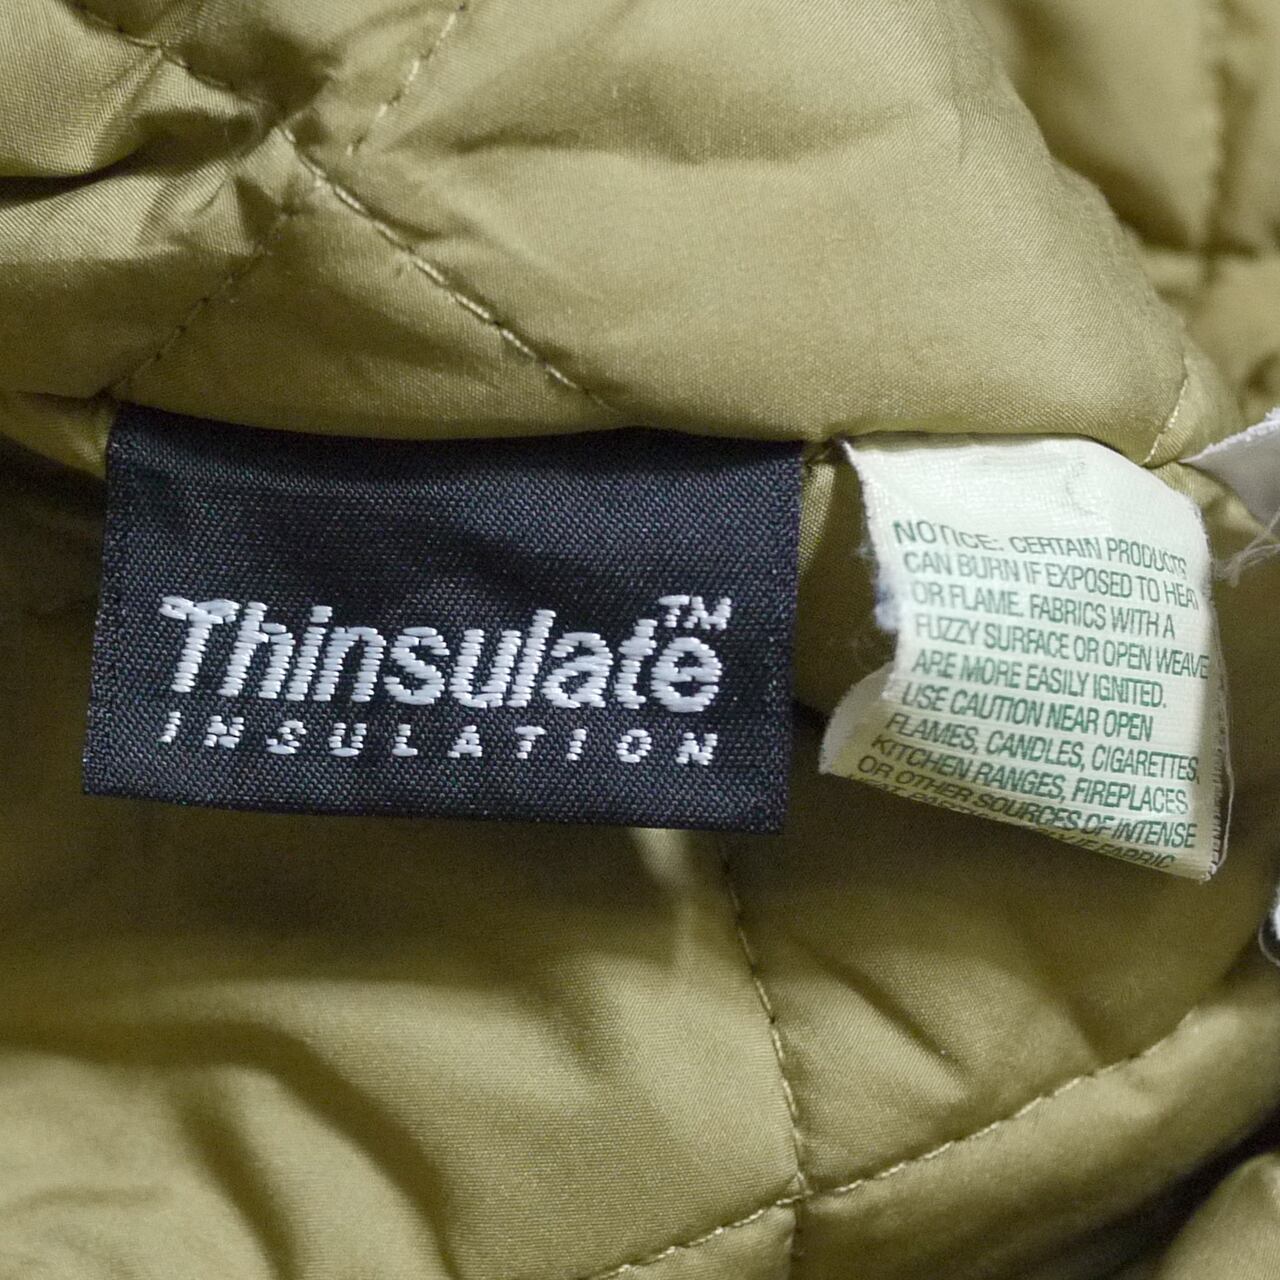 Thinsulate™
INSULATION
NOTICE: CERTAIN PRODUCTS
CAN BURN IF EXPOSED TO HEAT
OR FLAME. FABRICS WITH A
FUZZY SURFACE OR OPEN WEAVE
ARE MORE EASILY IGNITED.
USE CAUTION NEAR OPEN
FLAMES, CANDLES, CIGARETTES,
KITCHEN RANGES, FIREPLACES
OR OTHER SOURCES OF INTENSE
IF FABRIC